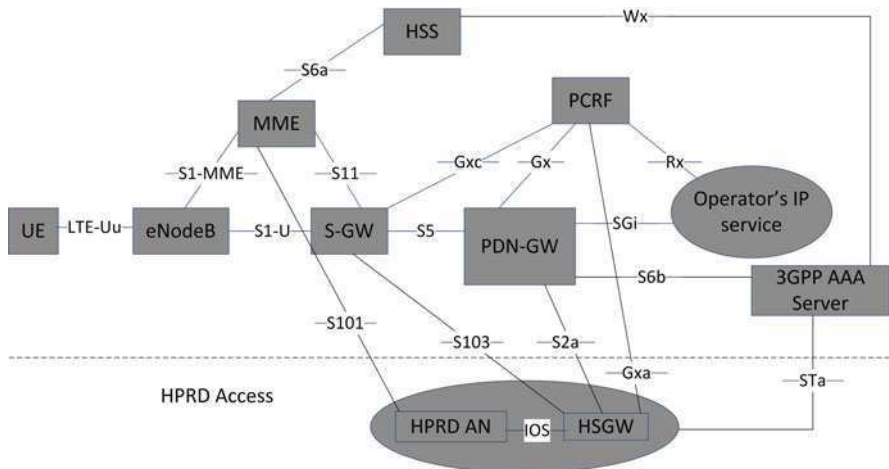 HSS
Wx
S6a
PCRF
MME
S1-MME
S11
Gxc
Gx
Rx
Operator's IP
service
UE
LTE-Uu
eNodeB
S1-U
S-GW
S5
PDN-GW
SGi
S6b
3GPP AAA
Server
S101
S103
S2a
Gxa
STa
HPRD Access
HPRD AN
IOS
HSGW